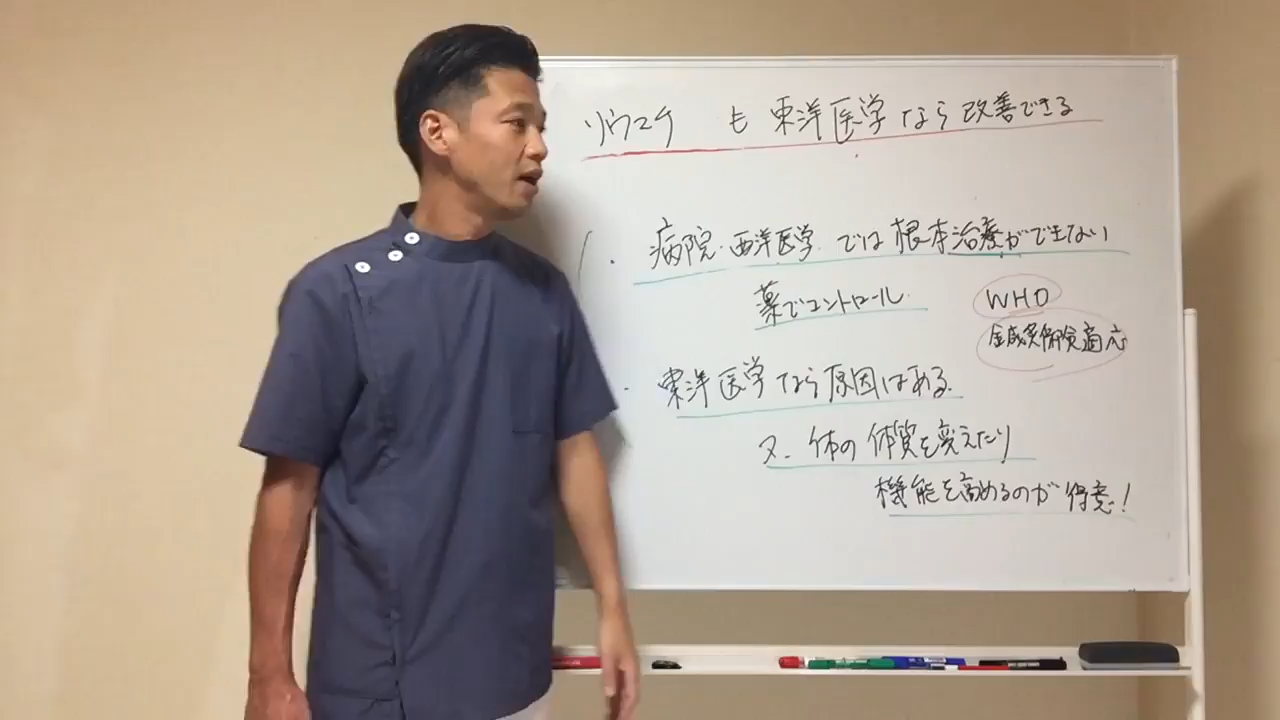 リウマチ も 東洋医学なら改善できる
・病院・西洋医学では根本治療ができない
薬でコントロール
WHO
鍼灸保険適応
・東洋医学なら原因はある
又、体の体質を変えたり
機能を高めるのが得意!